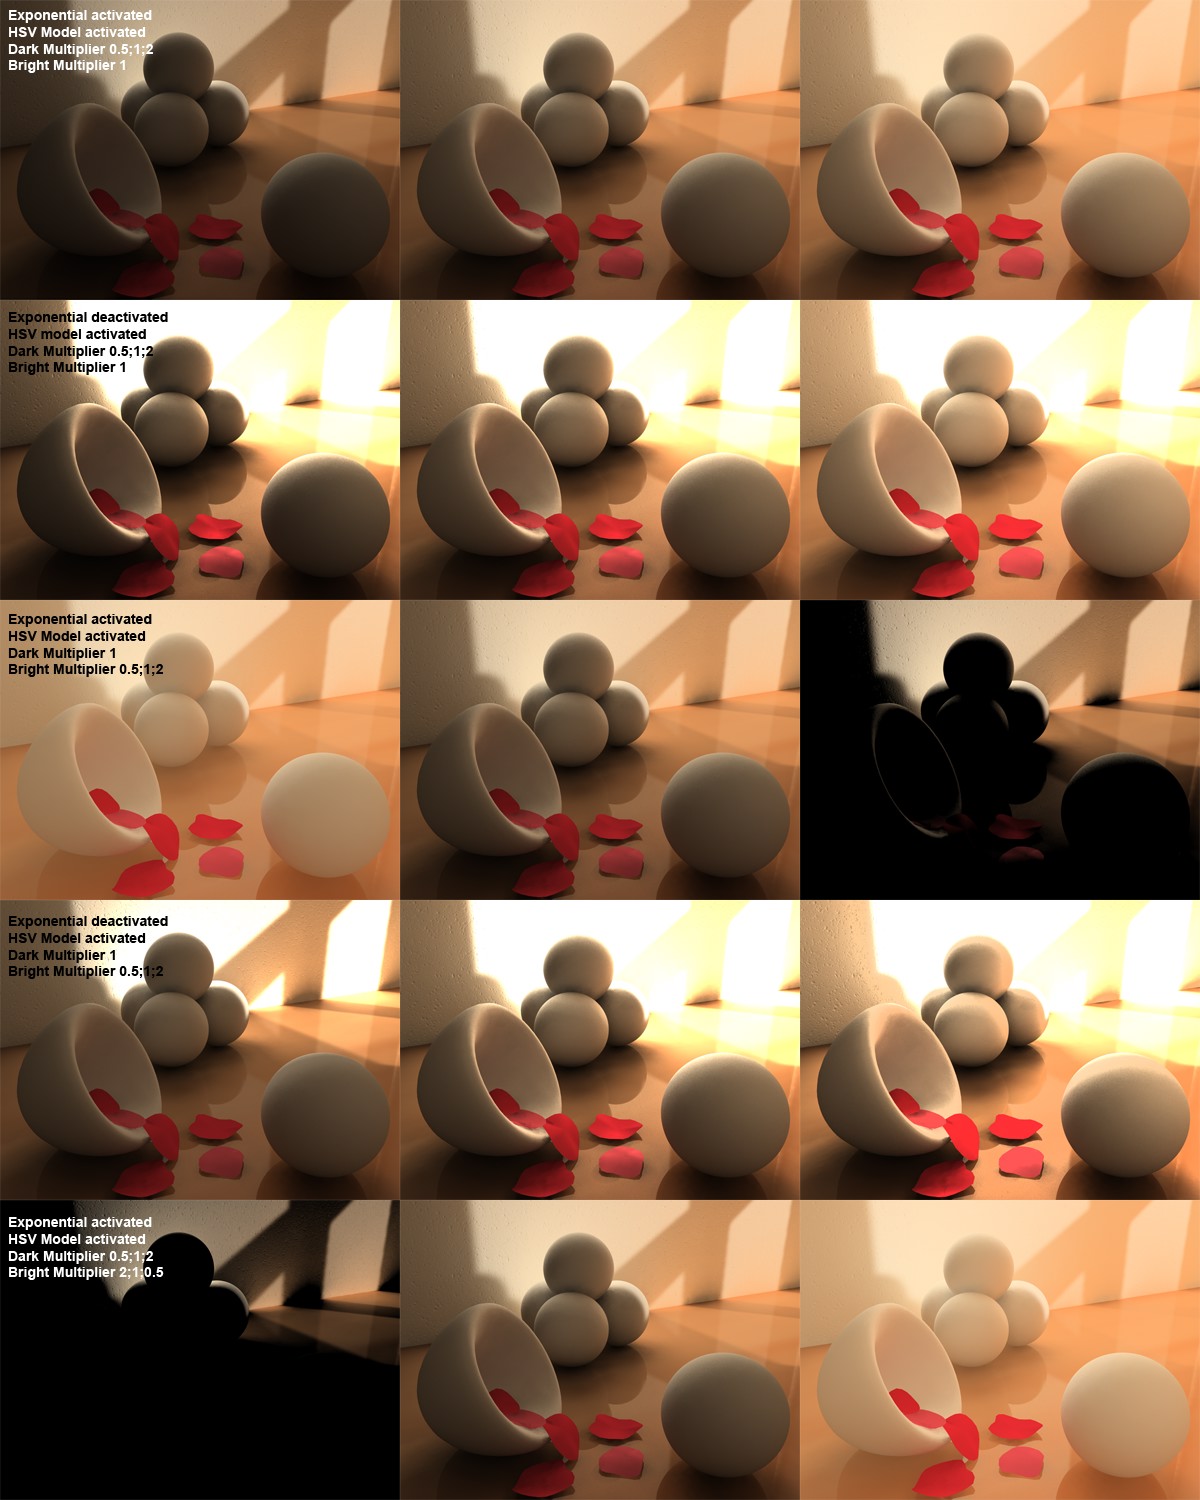 Exponential activated
HSV Model activated
Dark Multiplier 0.5;1;2
Bright Multiplier 1
Exponential deactivated
HSV model activated
Dark Multiplier 0.5;1;2
Bright Multiplier 1
Exponential activated
HSV Model activated
Dark Multiplier 1
Bright Multiplier 0.5;1;2
Exponential deactivated
HSV Model activated
Dark Multiplier 1
Bright Multiplier 0.5;1;2
Exponential activated
HSV Model activated
Dark Multiplier 0.5;1;2
Bright Multiplier 2;1;0.5